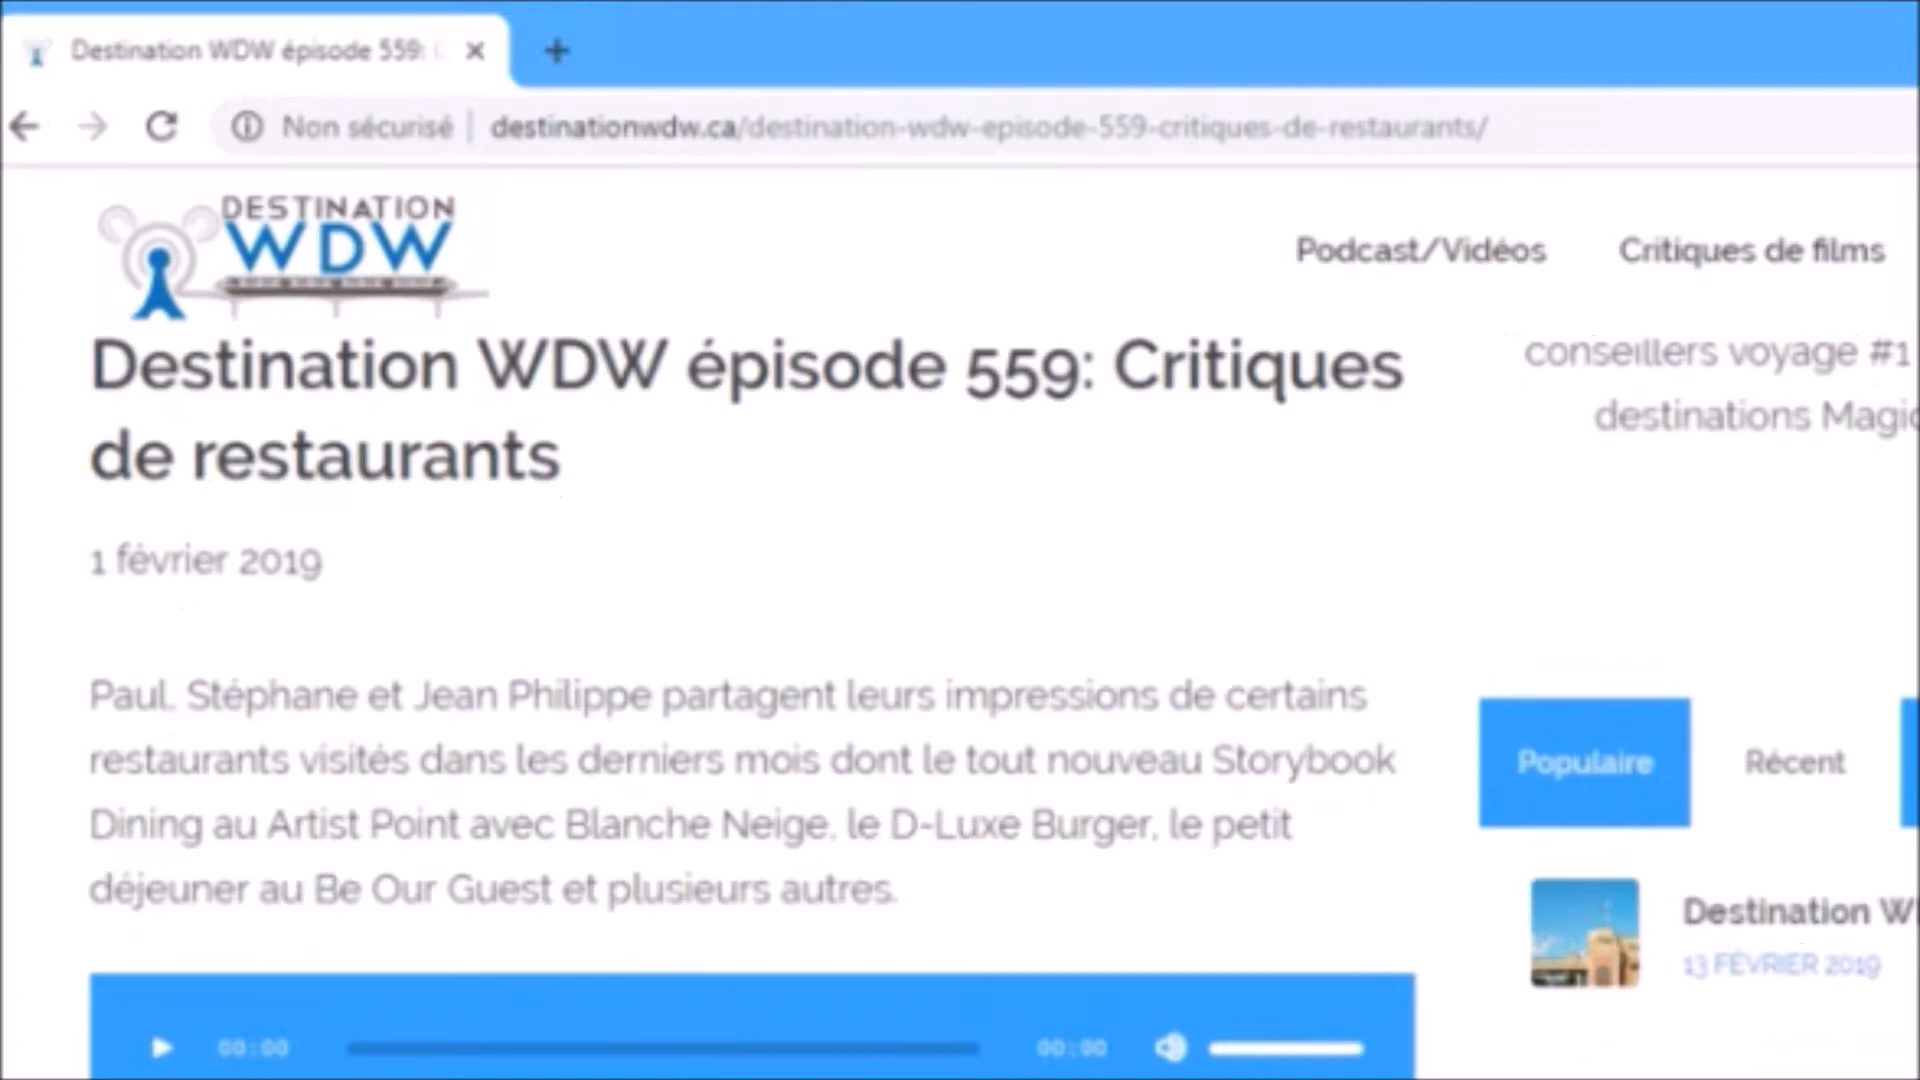 Destination WDW épisode 559:
Non sécurisé | destinationwdw.ca/destination-wdw-episode-559-critiques-de-restaurants/
DESTINATION
WDW
Podcast/Vidéos
Critiques de films
Destination WDW épisode 559: Critiques
de restaurants
conseillers voyage #1
destinations Magic
1 février 2019
Paul, Stéphane et Jean Philippe partagent leurs impressions de certains
restaurants visités dans les derniers mois dont le tout nouveau Storybook
Dining au Artist Point avec Blanche Neige, le D-Luxe Burger, le petit
déjeuner au Be Our Guest et plusieurs autres.
Populaire
Récent
Destination W
13 FÉVRIER 2019
00:00
00:00